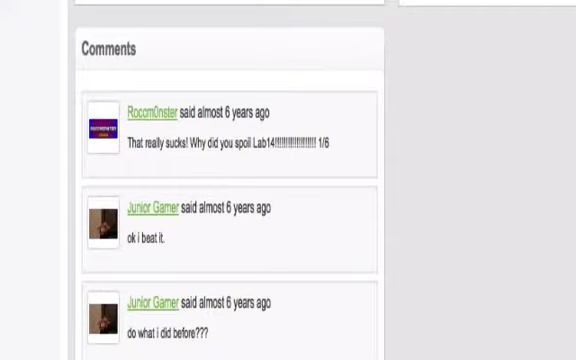 Comments
Rocom0nster said almost 6 years ago
That really sucks! Why did you spoil Lab14!!!!!!!!!!!!!!!!!!! 1/6
Junior Gamer said almost 6 years ago
ok i beat it.
Junior Gamer said almost 6 years ago
do what i did before???